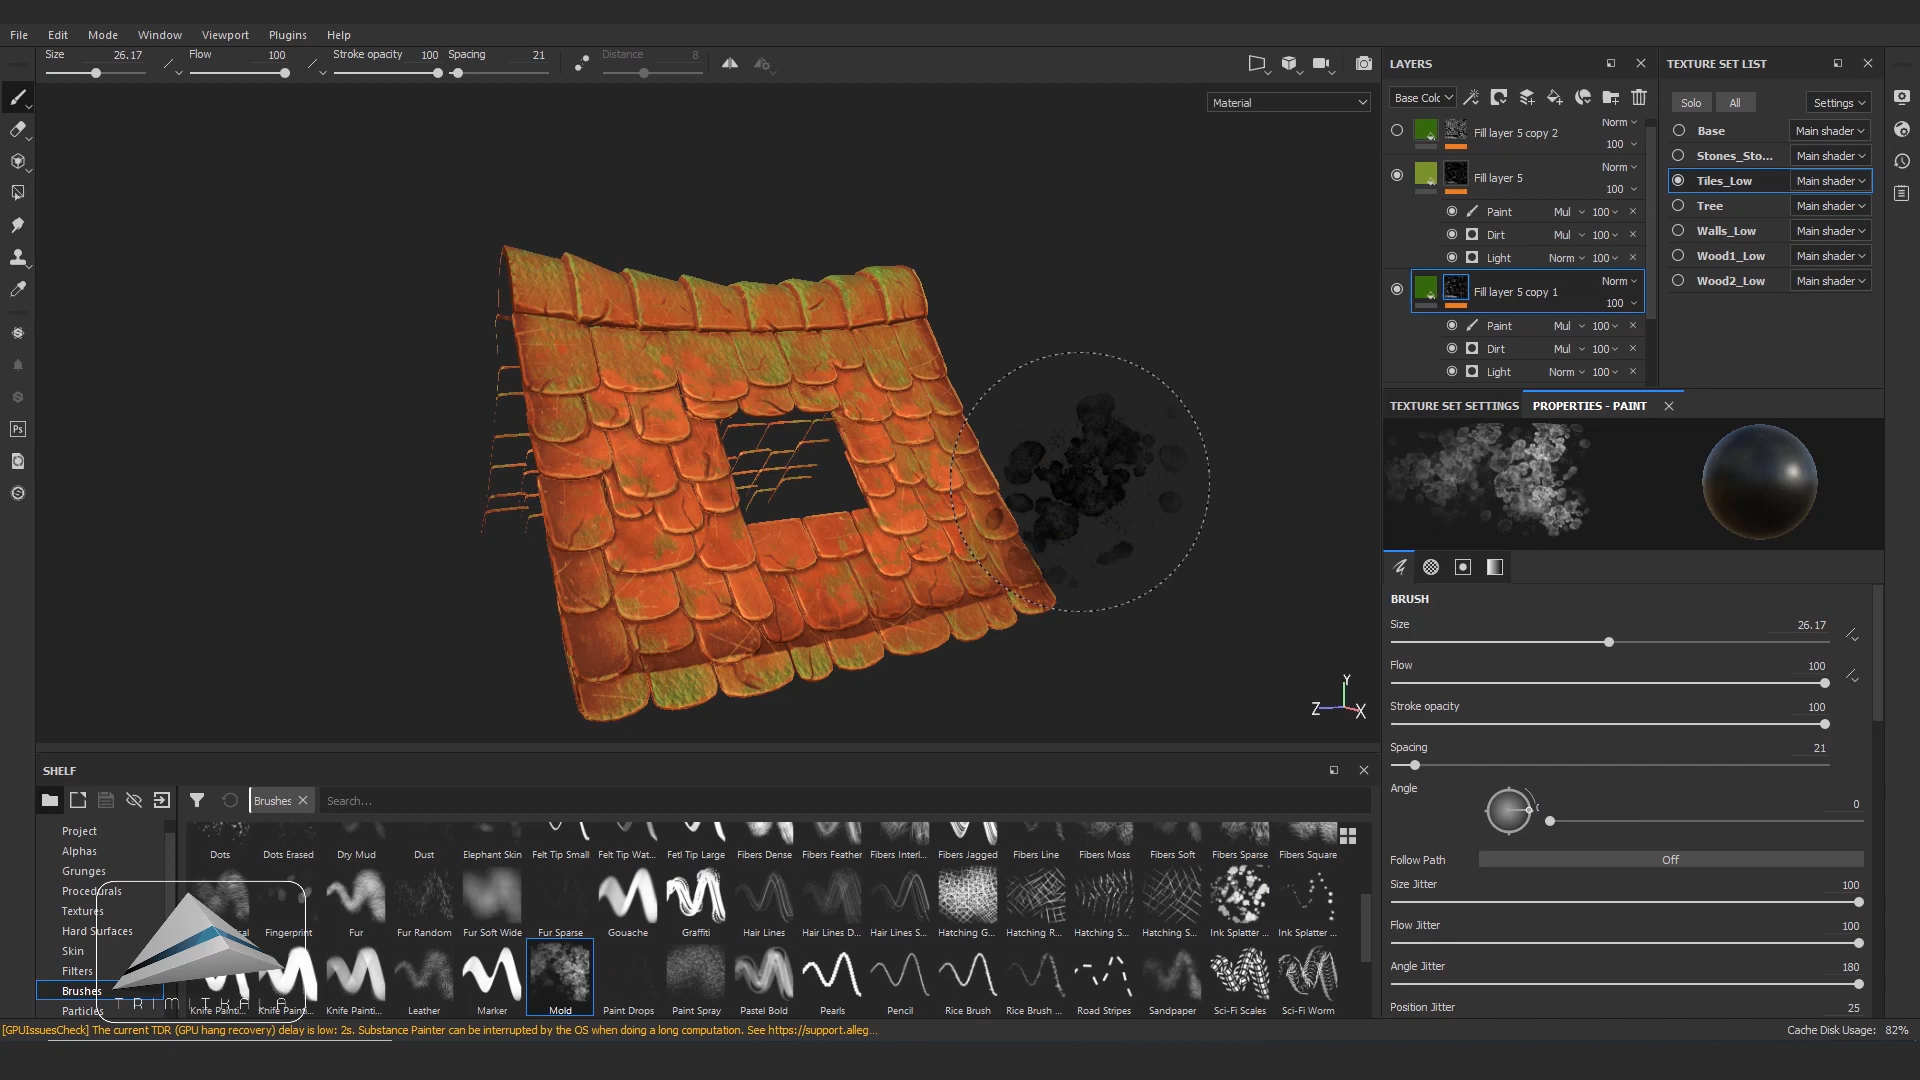 File Edit Mode Window Viewport Plugins Help
Size 26.17 Flow 100 Stroke opacity 100 Spacing 21 Distance 8
Material
LAYERS
Base Colc
Fill layer 5 copy 2 Norm 100
Fill layer 5 Norm 100
Paint Mul 100
Dirt Mul 100
Light Norm 100
Fill layer 5 copy 1 Norm 100
Paint Mul 100
Dirt Mul 100
Light Norm 100
TEXTURE SET LIST
Solo All Settings
Base Main shader
Stones_Sto... Main shader
Tiles_Low Main shader
Tree Main shader
Walls_Low Main shader
Wood1_Low Main shader
Wood2_Low Main shader
TEXTURE SET SETTINGS PROPERTIES - PAINT
BRUSH
Size 26.17
Flow 100
Stroke opacity 100
Spacing 21
Angle 0
Follow Path Off
Size Jitter 100
Flow Jitter 100
Angle Jitter 180
Position Jitter 25
Ps
Y
Z X
SHELF
Brushes Search...
Project
Alphas
Grunges
Procedurals
Textures
Hard Surfaces
Skin
Filters
Brushes
Particles
Dots Dots Erased Dry Mud Dust Elephant Skin Felt Tip Small Felt Tip Wat... Fetl Tip Large Fibers Dense Fibers Feather Fibers Interl... Fibers Jagged Fibers Line Fibers Moss Fibers Soft Fibers Sparse Fibers Square
Fingerprint Fur Fur Random Fur Soft Wide Fur Sparse Gouache Graffiti Hair Lines Hair Lines D... Hair Lines S... Hatching G... Hatching R... Hatching S... Hatching S... Ink Splatter ... Ink Splatter ...
Knife Painti... Knife Painti... Knife Painti... Leather Marker Mold Paint Drops Paint Spray Pastel Bold Pearls Pencil Rice Brush Rice Brush ... Road Stripes Sandpaper Sci-Fi Scales Sci-Fi Worm
[GPUIssuesCheck] The current TDR (GPU hang recovery) delay is low: 2s. Substance Painter can be interrupted by the OS when doing a long computation. See https://support.alleg...
Cache Disk Usage: 82%